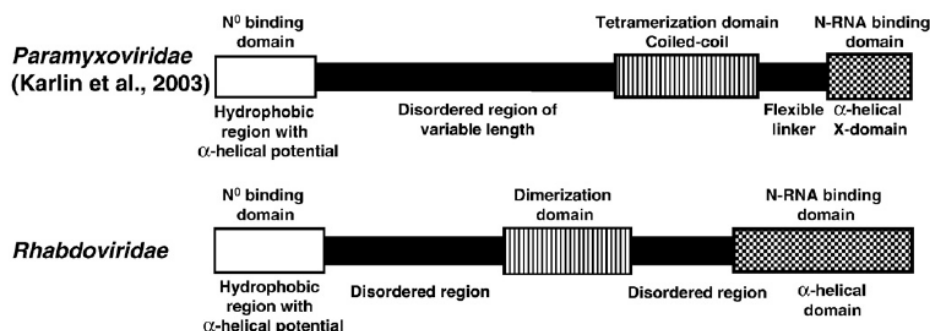 N⁰ binding domain
Tetramerization domain Coiled-coil
N-RNA binding domain
Paramyxoviridae
(Karlin et al., 2003)
Hydrophobic region with α-helical potential
Disordered region of variable length
Flexible linker
α-helical X-domain
N⁰ binding domain
Dimerization domain
N-RNA binding domain
Rhabdoviridae
Hydrophobic region with α-helical potential
Disordered region
Disordered region
α-helical domain